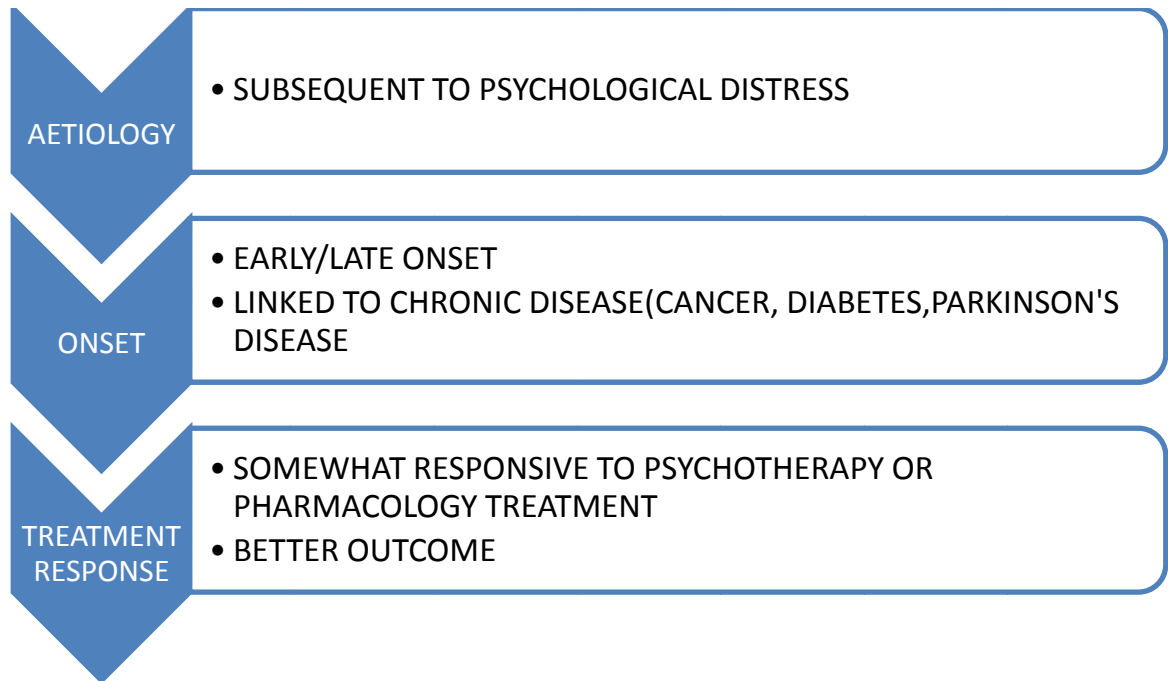 AETIOLOGY
• SUBSEQUENT TO PSYCHOLOGICAL DISTRESS
ONSET
• EARLY/LATE ONSET
• LINKED TO CHRONIC DISEASE(CANCER, DIABETES,PARKINSON'S
DISEASE
TREATMENT
RESPONSE
• SOMEWHAT RESPONSIVE TO PSYCHOTHERAPY OR
PHARMACOLOGY TREATMENT
• BETTER OUTCOME